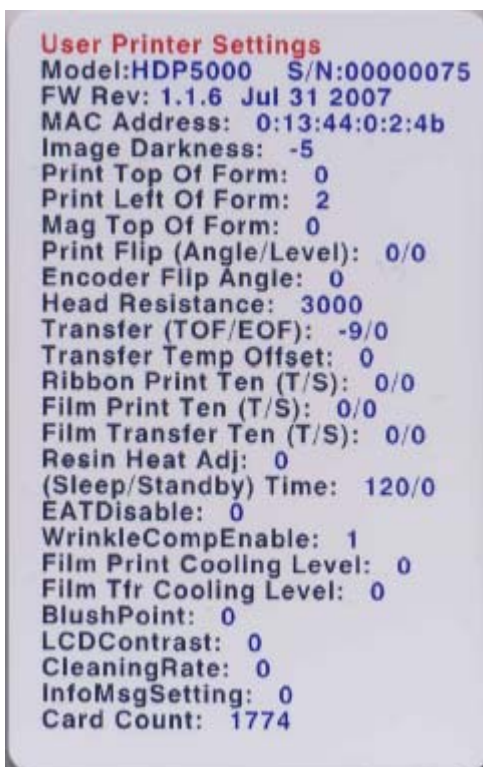 User Printer Settings
Model:HDP5000 S/N:00000075
FW Rev: 1.1.6 Jul 31 2007
MAC Address: 0:13:44:0:2:4b
Image Darkness: -5
Print Top Of Form: 0
Print Left Of Form: 2
Mag Top Of Form: 0
Print Flip (Angle/Level): 0/0
Encoder Flip Angle: 0
Head Resistance: 3000
Transfer (TOF/EOF): -9/0
Transfer Temp Offset: 0
Ribbon Print Ten (T/S): 0/0
Film Print Ten (T/S): 0/0
Film Transfer Ten (T/S): 0/0
Resin Heat Adj: 0
(Sleep/Standby) Time: 120/0
EATDisable: 0
WrinkleCompEnable: 1
Film Print Cooling Level: 0
Film Tfr Cooling Level: 0
BlushPoint: 0
LCDContrast: 0
CleaningRate: 0
InfoMsgSetting: 0
Card Count: 1774